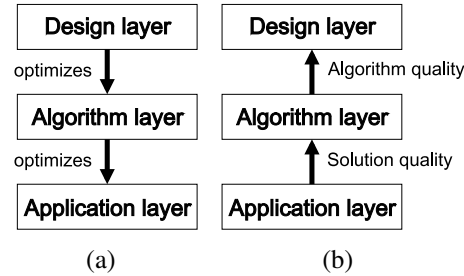 Design layer
optimizes
Algorithm layer
optimizes
Application layer
(a)
Design layer
Algorithm quality
Algorithm layer
Solution quality
Application layer
(b)